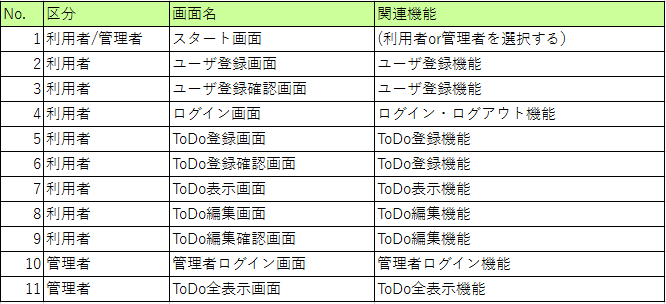 No. 区分 画面名 関連機能
1 利用者/管理者 スタート画面 (利用者or管理者を選択する)
2 利用者 ユーザ登録画面 ユーザ登録機能
3 利用者 ユーザ登録確認画面 ユーザ登録機能
4 利用者 ログイン画面 ログイン・ログアウト機能
5 利用者 ToDo登録画面 ToDo登録機能
6 利用者 ToDo登録確認画面 ToDo登録機能
7 利用者 ToDo表示画面 ToDo表示機能
8 利用者 ToDo編集画面 ToDo編集機能
9 利用者 ToDo編集確認画面 ToDo編集機能
10 管理者 管理者ログイン画面 管理者ログイン機能
11 管理者 ToDo全表示画面 ToDo全表示機能